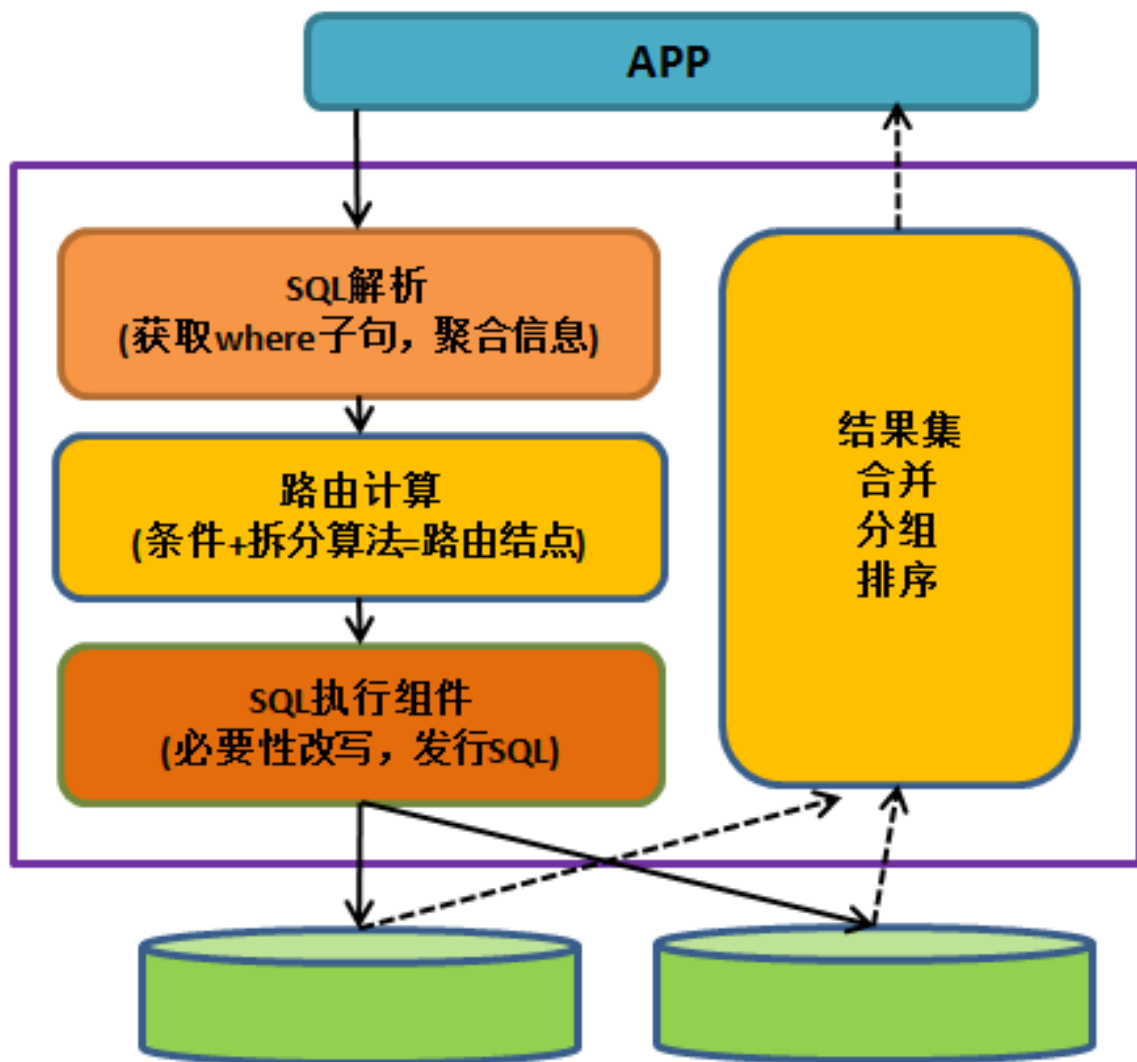 APP
SQL解析
(获取where子句，聚合信息)
路由计算
(条件+拆分算法=路由结点)
SQL执行组件
(必要性改写，发行SQL)
结果集
合并
分组
排序